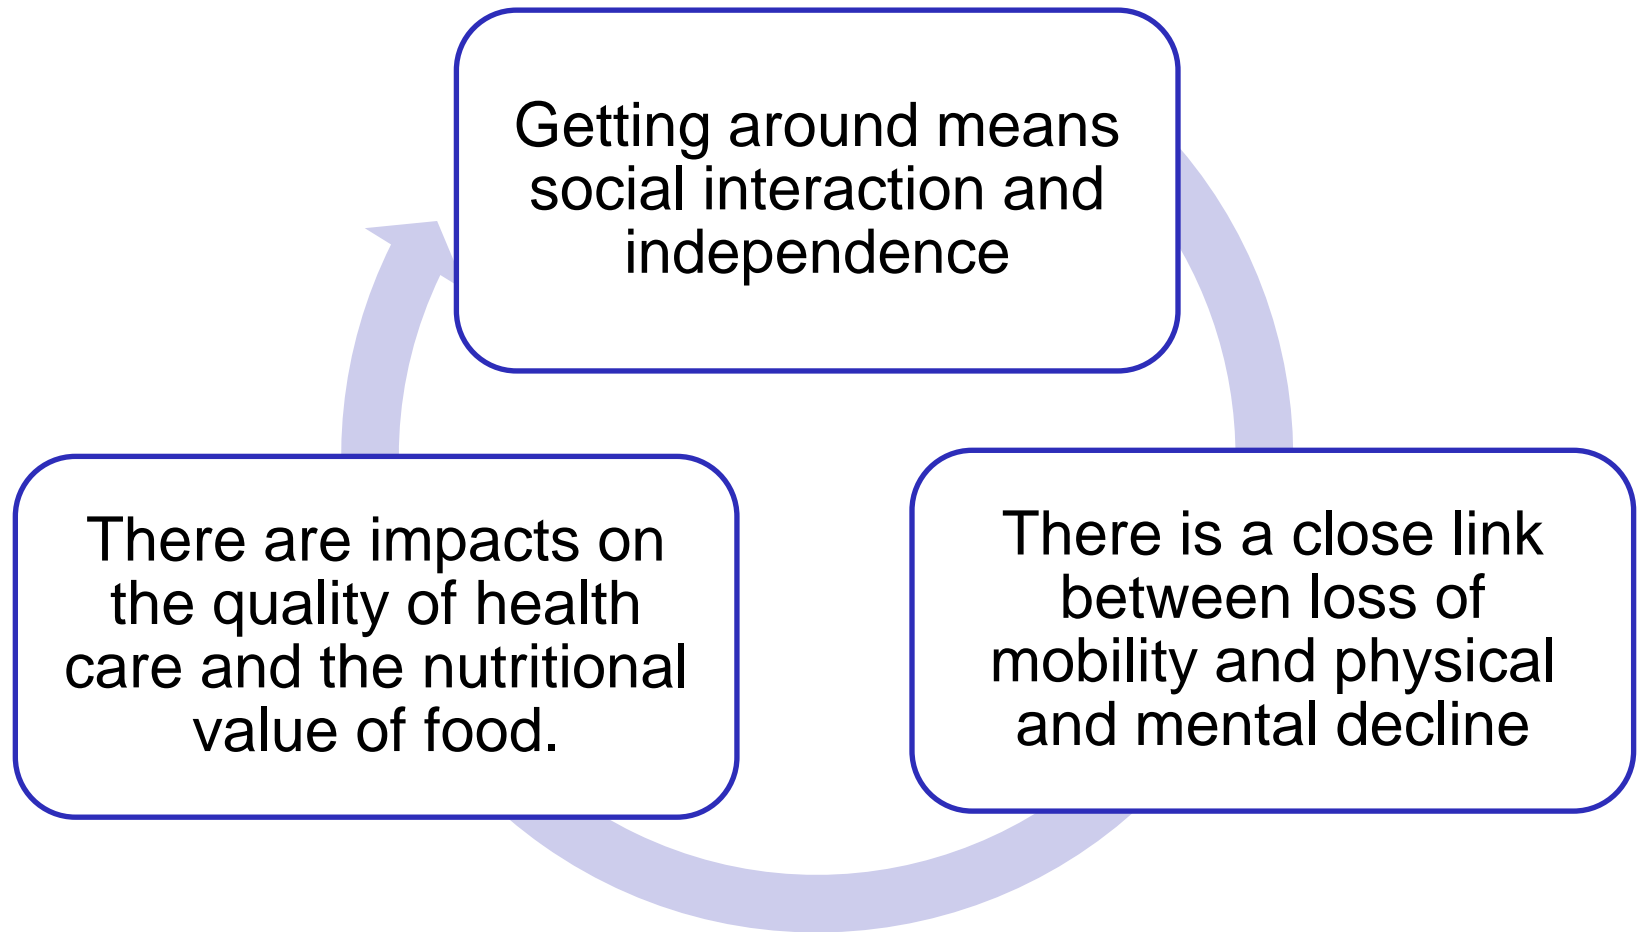 Getting around means
social interaction and
independence
There is a close link
between loss of
mobility and physical
and mental decline
There are impacts on
the quality of health
care and the nutritional
value of food.